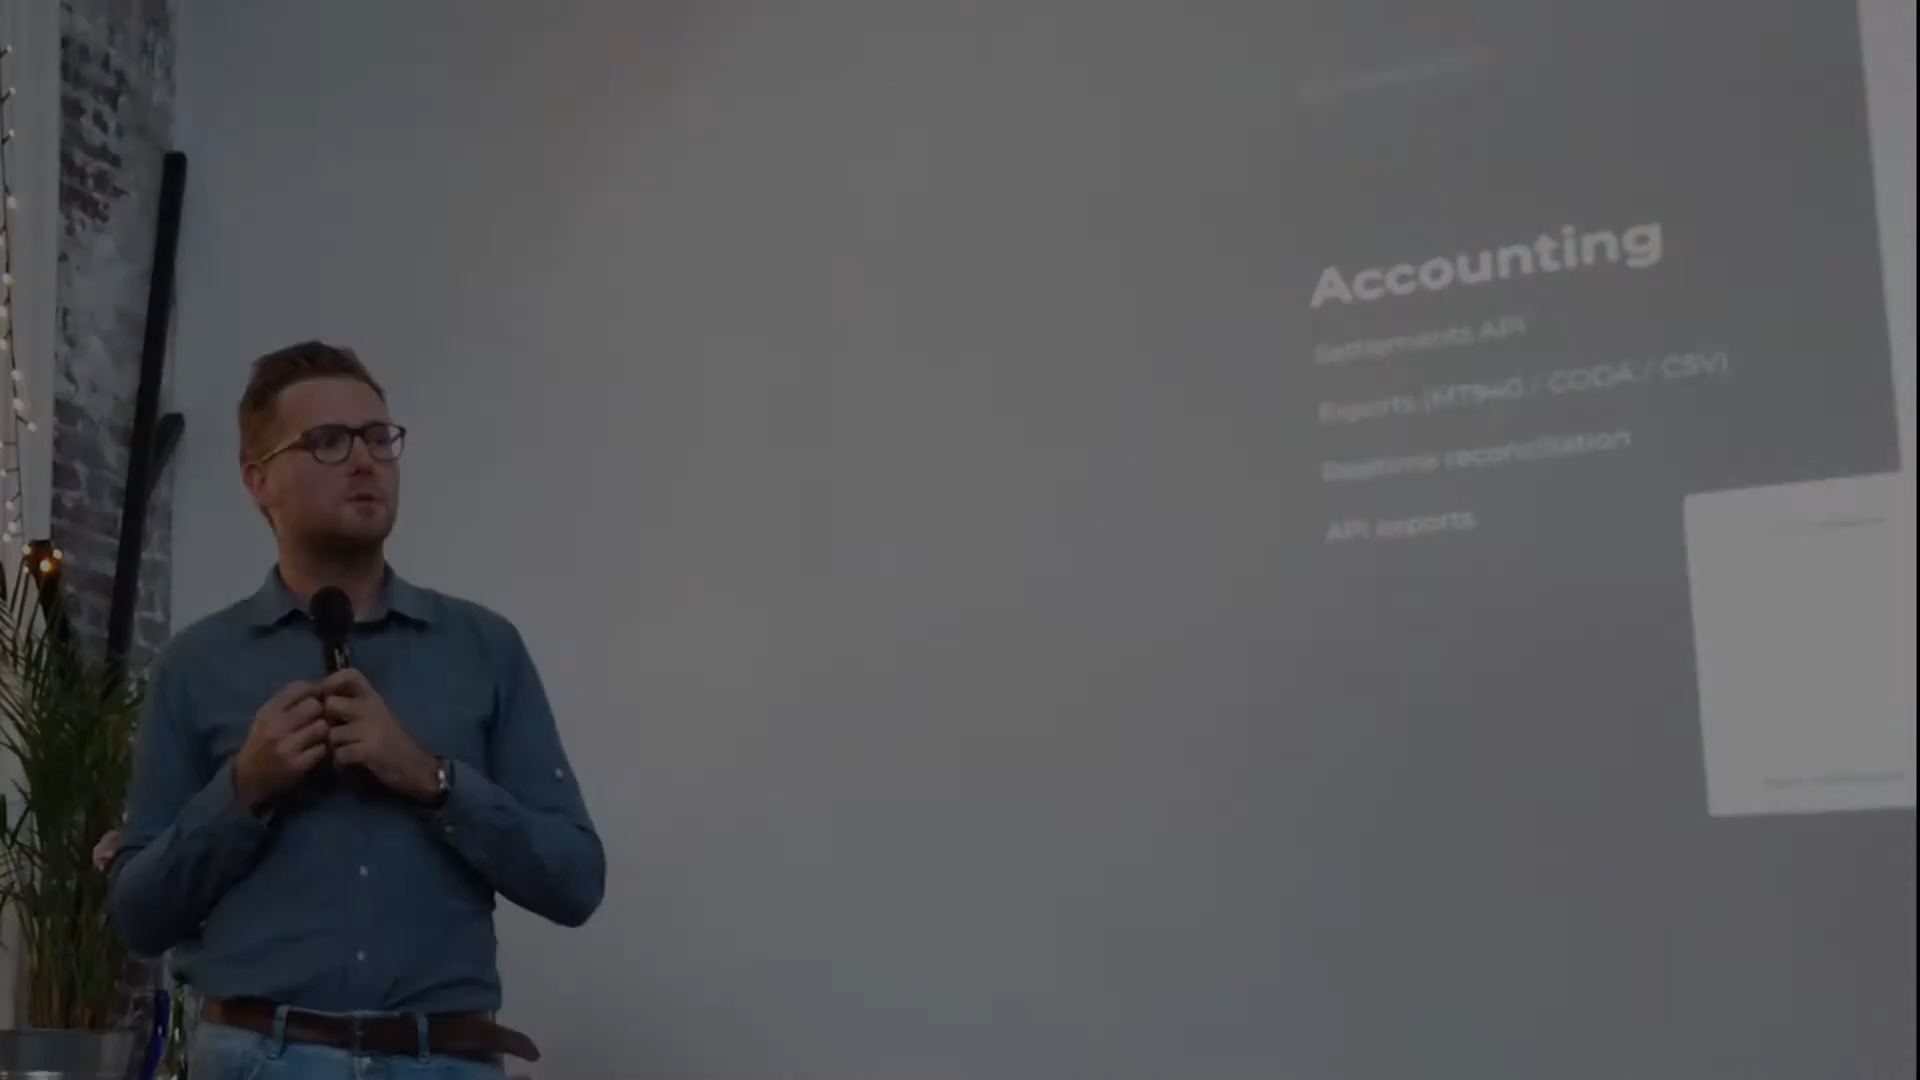 Accounting
Settlements API
Exports (MT940 / CODA / CSV)
Realtime reconciliation
API exports